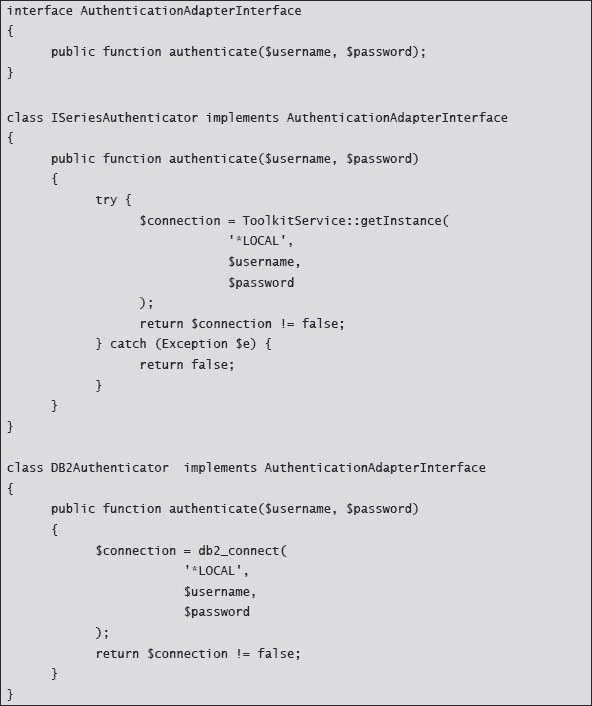 interface AuthenticationAdapterInterface
{
public function authenticate($username, $password);
}
class ISeriesAuthenticator implements AuthenticationAdapterInterface
{
public function authenticate($username, $password)
{
try {
$connection = ToolkitService::getInstance(
'*LOCAL',
$username,
$password
);
return $connection != false;
} catch (Exception $e) {
return false;
}
}
}
class DB2Authenticator  implements AuthenticationAdapterInterface
{
public function authenticate($username, $password)
{
$connection = db2_connect(
'*LOCAL',
$username,
$password
);
return $connection != false;
}
}